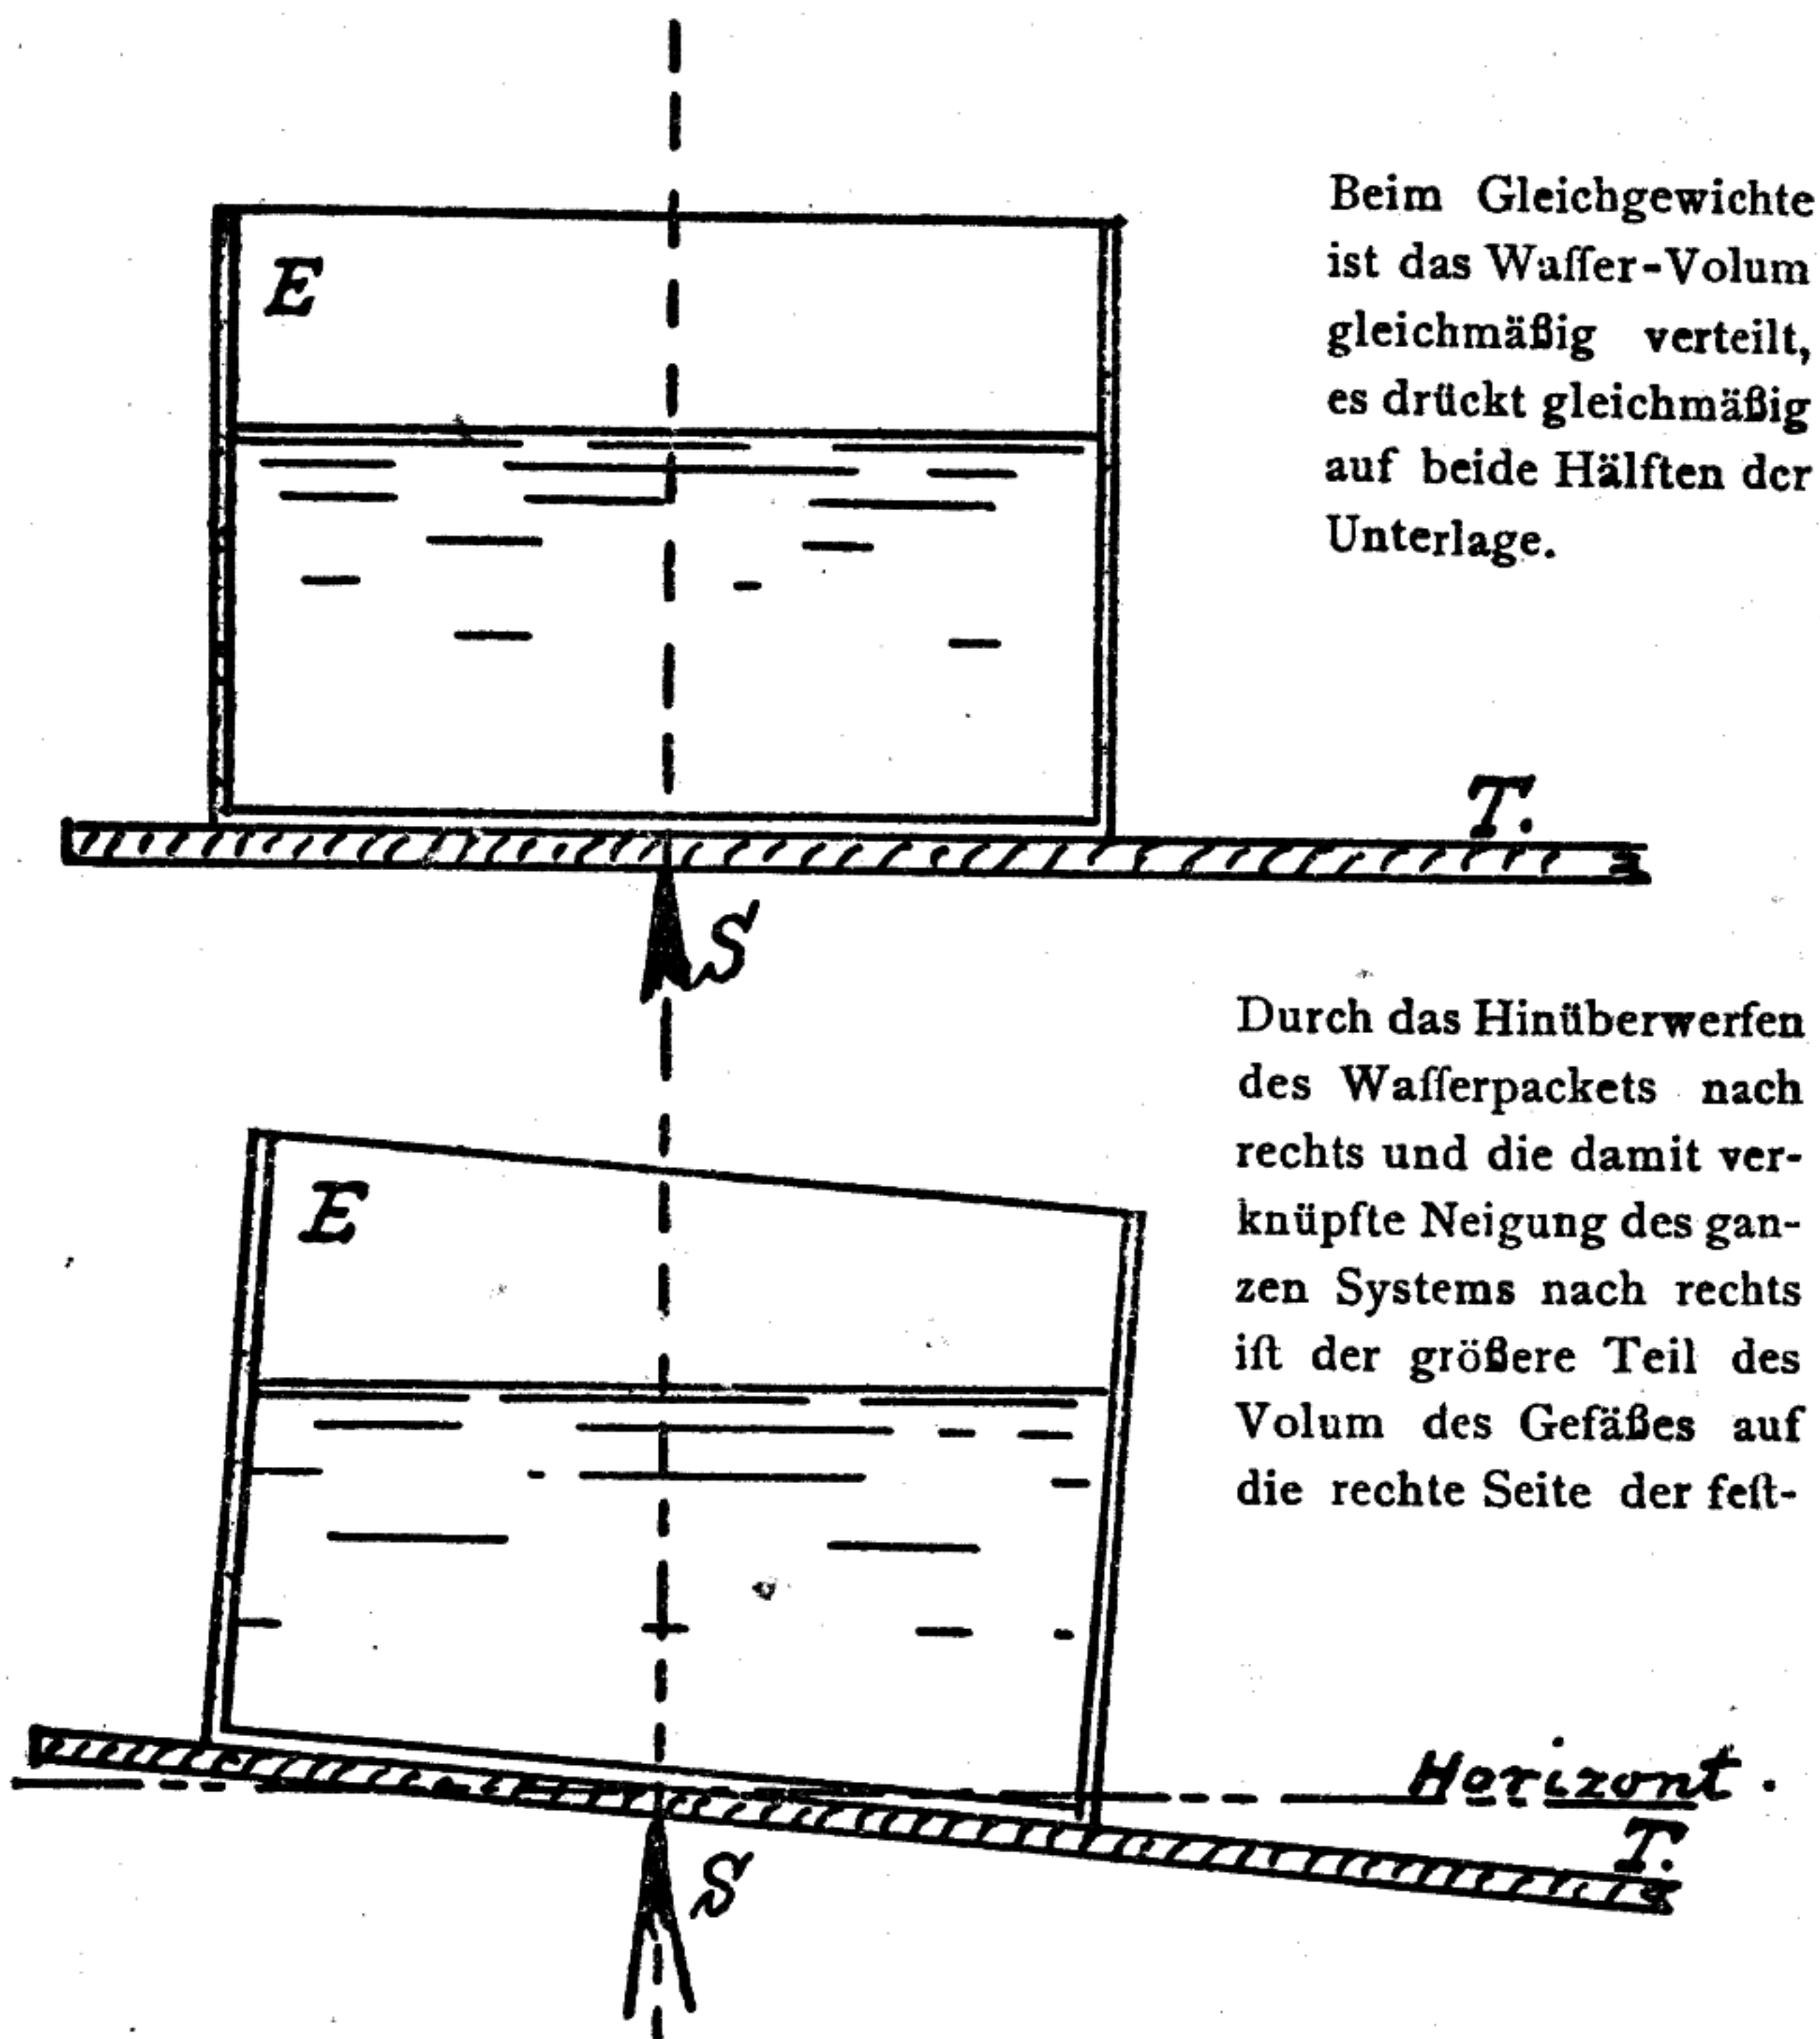 E
Beim Gleichgewichte
ist das Waſſer-Volum
gleichmäßig verteilt,
es drückt gleichmäßig
auf beide Hälften der
Unterlage.
T.
S
Durch das Hinüberwerfen
des Waſſerpackets nach
rechts und die damit ver-
knüpfte Neigung des gan-
zen Systems nach rechts
iſt der größere Teil des
Volum des Gefäßes auf
die rechte Seite der feſt-
E
Horizont.
T.
S